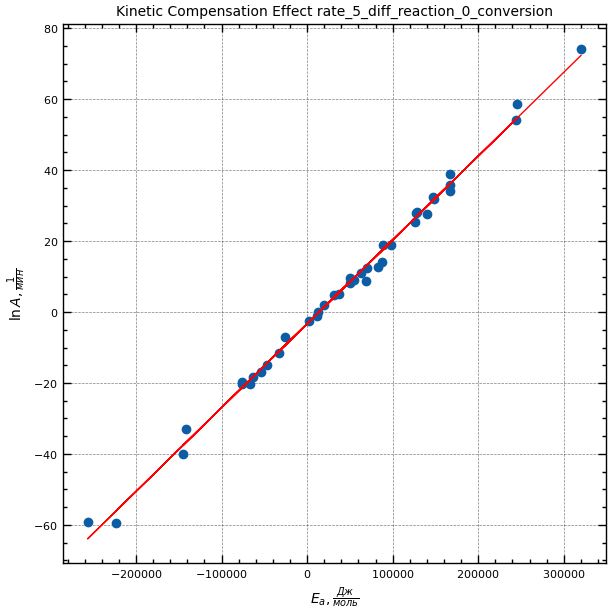 Kinetic Compensation Effect rate_5_diff_reaction_0_conversion
80
60
40
20
0
−20
−40
−60
ln A, 1/мин
−200000 −100000 0 100000 200000 300000
E_a, Дж/моль